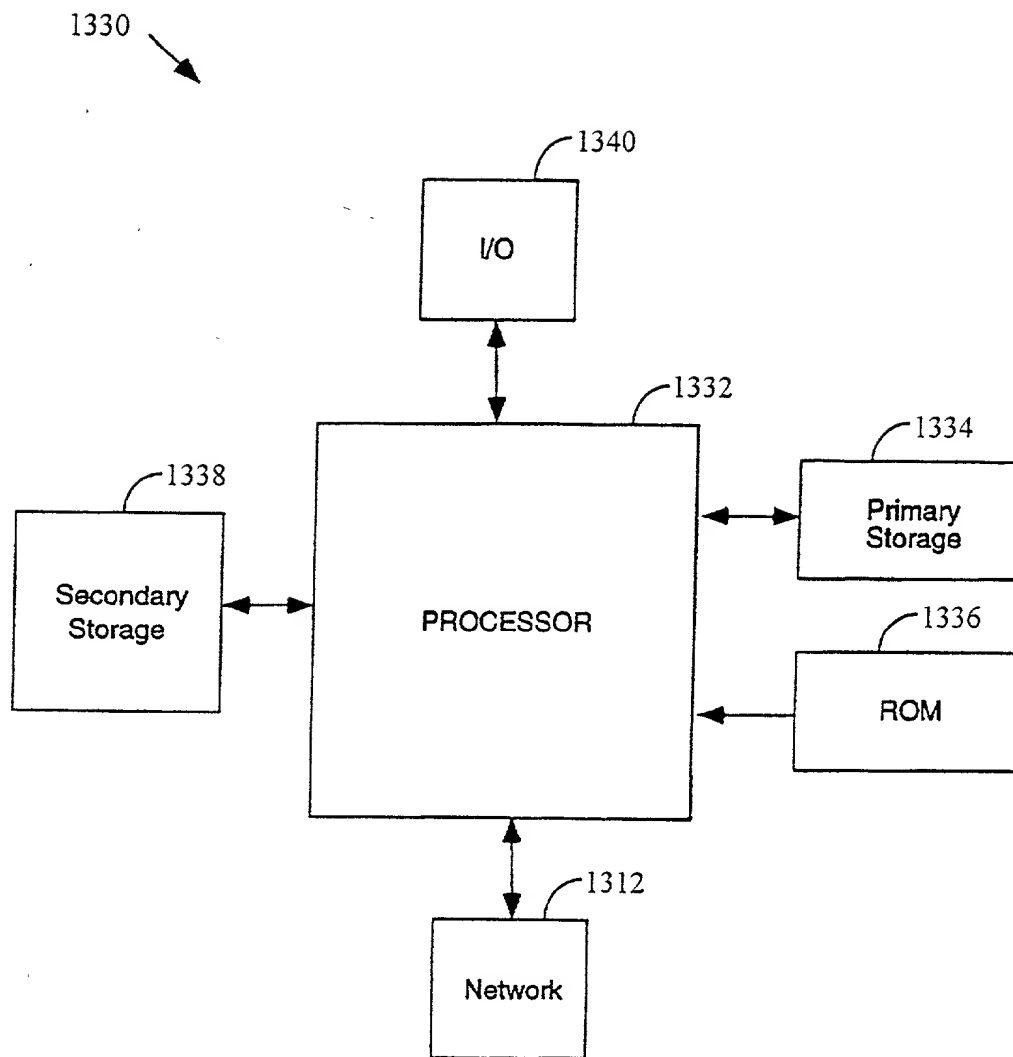 1330
1340
I/O
1332
1334
Primary
Storage
1338
Secondary
Storage
PROCESSOR
1336
ROM
1312
Network